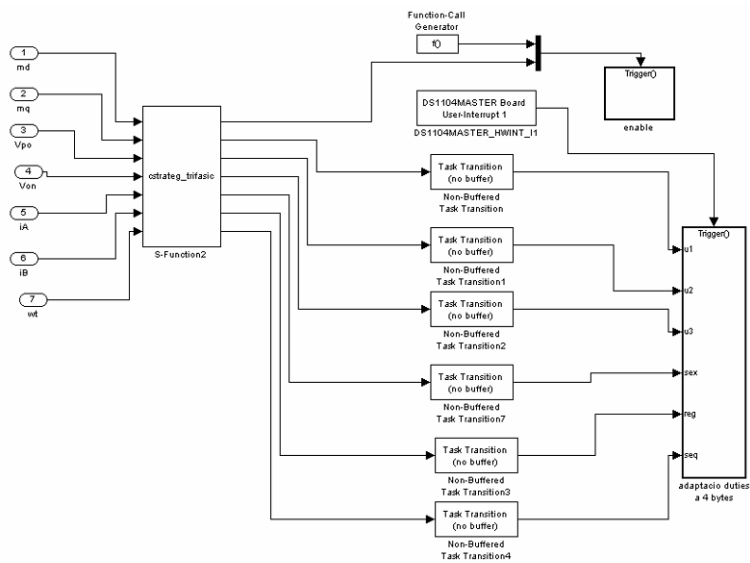 Function-Call
Generator
f()
1
md
2
mq
3
Vpo
4
Von
5
iA
6
iB
7
wt
cstrateg_trifasic
S-Function2
Trigger()
enable
DS1104MASTER Board
User-Interrupt 1
DS1104MASTER_HWINT_I1
Task Transition
(no buffer)
Non-Buffered
Task Transition
Task Transition
(no buffer)
Non-Buffered
Task Transition1
Task Transition
(no buffer)
Non-Buffered
Task Transition2
Task Transition
(no buffer)
Non-Buffered
Task Transition7
Task Transition
(no buffer)
Non-Buffered
Task Transition3
Task Transition
(no buffer)
Non-Buffered
Task Transition4
Trigger()
u1
u2
u3
sex
reg
seq
adaptacio duties
a 4 bytes